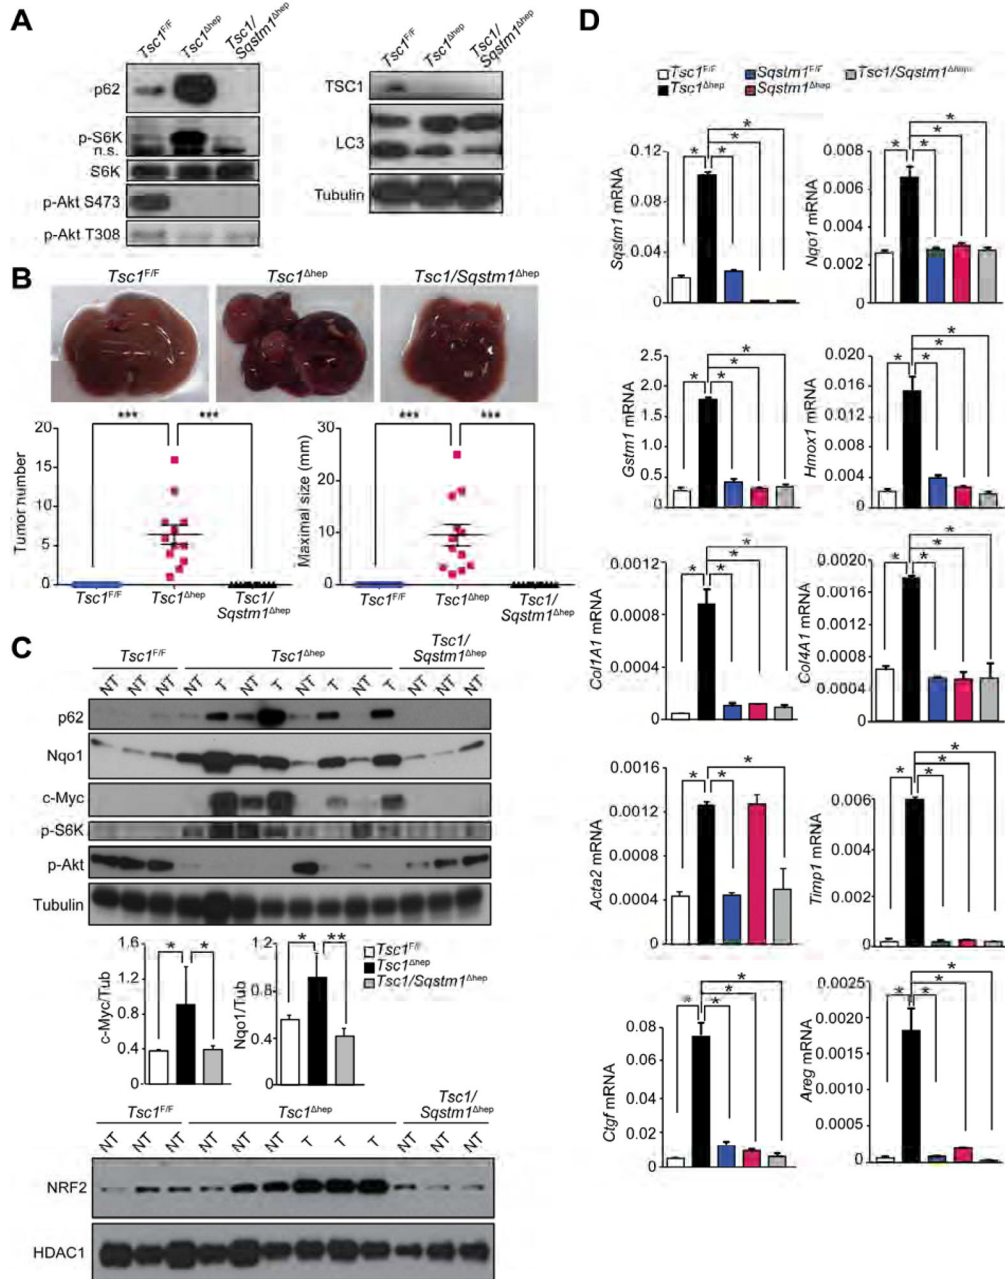 A
Tsc1F/F
Tsc1Δhep
Tsc1/
Sqstm1Δhep
p62
p-S6K
n.s.
S6K
p-Akt S473
p-Akt T308
Tsc1F/F
Tsc1Δhep
Tsc1/
Sqstm1Δhep
TSC1
LC3
Tubulin
B
Tsc1F/F Tsc1Δhep Tsc1/Sqstm1Δhep
*** ***
Tumor number
20
15
10
5
0
Tsc1F/F Tsc1Δhep Tsc1/
Sqstm1Δhep
*** ***
Maximal size (mm)
30
20
10
0
Tsc1F/F Tsc1Δhep Tsc1/
Sqstm1Δhep
C
Tsc1F/F Tsc1Δhep Tsc1/
Sqstm1Δhep
NT NT NT NT T NT T NT T NT T NT NT NT
p62
Nqo1
c-Myc
p-S6K
p-Akt
Tubulin
c-Myc/Tub
1.6
1.2
0.8
0.4
0
* *
Nqo1/Tub
1.2
0.8
0.4
0
* **
Tsc1F/F
Tsc1Δhep
Tsc1/Sqstm1Δhep
Tsc1F/F Tsc1Δhep Tsc1/
Sqstm1Δhep
NT NT NT NT NT NT T T T NT NT NT
NRF2
HDAC1
D
Tsc1F/F Sqstm1F/F Tsc1/Sqstm1Δhep
Tsc1Δhep Sqstm1Δhep
Sqstm1 mRNA
0.12
0.08
0.04
0
* * * *
Nqo1 mRNA
0.008
0.006
0.004
0.002
0
* * * *
Gstm1 mRNA
2.5
2.0
1.5
1.0
0.5
0
* * * *
Hmox1 mRNA
0.020
0.016
0.012
0.008
0.004
0
* * * *
Col1A1 mRNA
0.0012
0.0008
0.0004
0
* * * *
Col4A1 mRNA
0.0020
0.0016
0.0012
0.0008
0.0004
0
* * * *
Acta2 mRNA
0.0016
0.0012
0.0008
0.0004
0
* * *
Timp1 mRNA
0.006
0.004
0.002
0
* * * *
Ctgf mRNA
0.08
0.06
0.04
0.02
0
* * * *
Areg mRNA
0.0025
0.0020
0.0015
0.0010
0.0005
0
* * * *